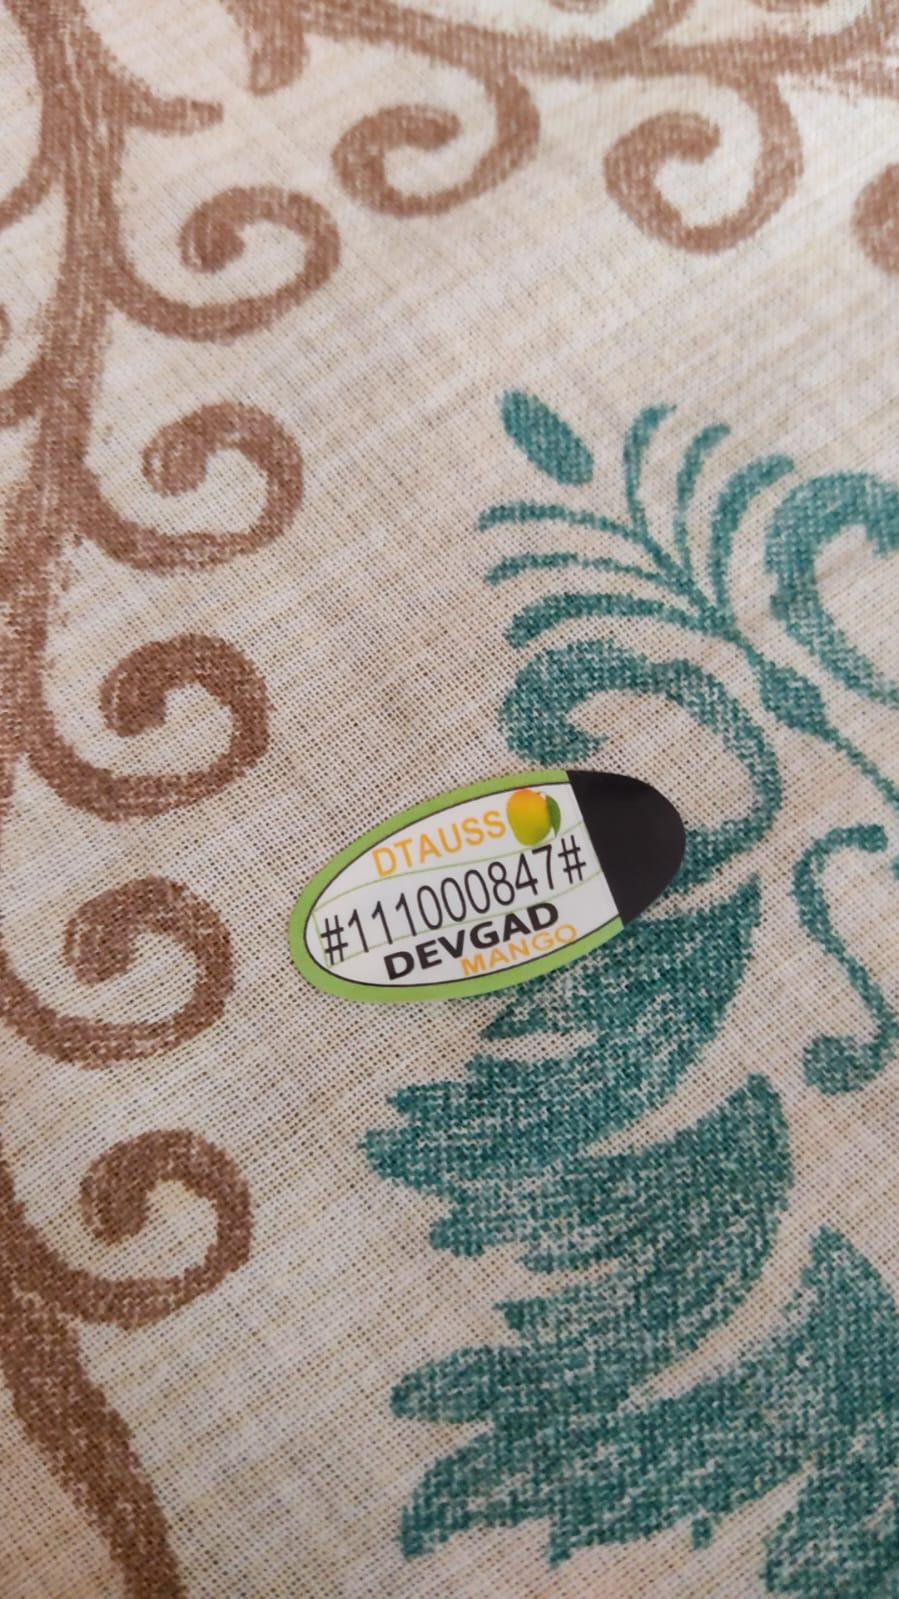 DTAUSS
#111000847#
DEVGAD
MANGO